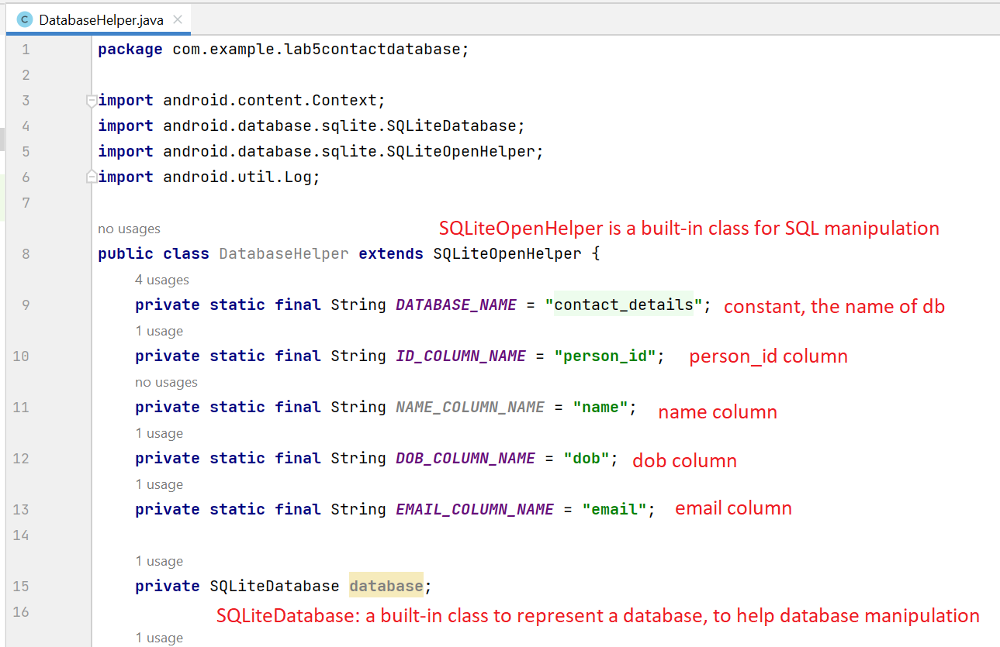 DatabaseHelper.java
1 package com.example.lab5contactdatabase;
2
3 import android.content.Context;
4 import android.database.sqlite.SQLiteDatabase;
5 import android.database.sqlite.SQLiteOpenHelper;
6 import android.util.Log;
7
no usages SQLiteOpenHelper is a built-in class for SQL manipulation
8 public class DatabaseHelper extends SQLiteOpenHelper {
4 usages
9 private static final String DATABASE_NAME = "contact_details"; constant, the name of db
1 usage
10 private static final String ID_COLUMN_NAME = "person_id"; person_id column
no usages
11 private static final String NAME_COLUMN_NAME = "name"; name column
1 usage
12 private static final String DOB_COLUMN_NAME = "dob"; dob column
1 usage
13 private static final String EMAIL_COLUMN_NAME = "email"; email column
14
1 usage
15 private SQLiteDatabase database;
16 SQLiteDatabase: a built-in class to represent a database, to help database manipulation
1 usage